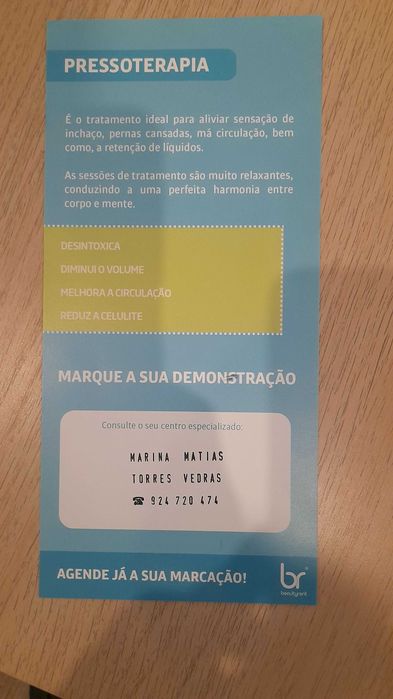 PRESSOTERAPIA
É o tratamento ideal para aliviar sensação de
inchaço, pernas cansadas, má circulação, bem
como, a retenção de líquidos.
As sessões de tratamento são muito relaxantes,
conduzindo a uma perfeita harmonia entre
corpo e mente.
DESINTOXICA
DIMINUI O VOLUME
MELHORA A CIRCULAÇÃO
REDUZ A CELULITE
MARQUE A SUA DEMONSTRAÇÃO
Consulte o seu centro especializado:
MARINA MATIAS
TORRES VEDRAS
☎ 924 720 474
AGENDE JÁ A SUA MARCAÇÃO!
br®
beautyrent